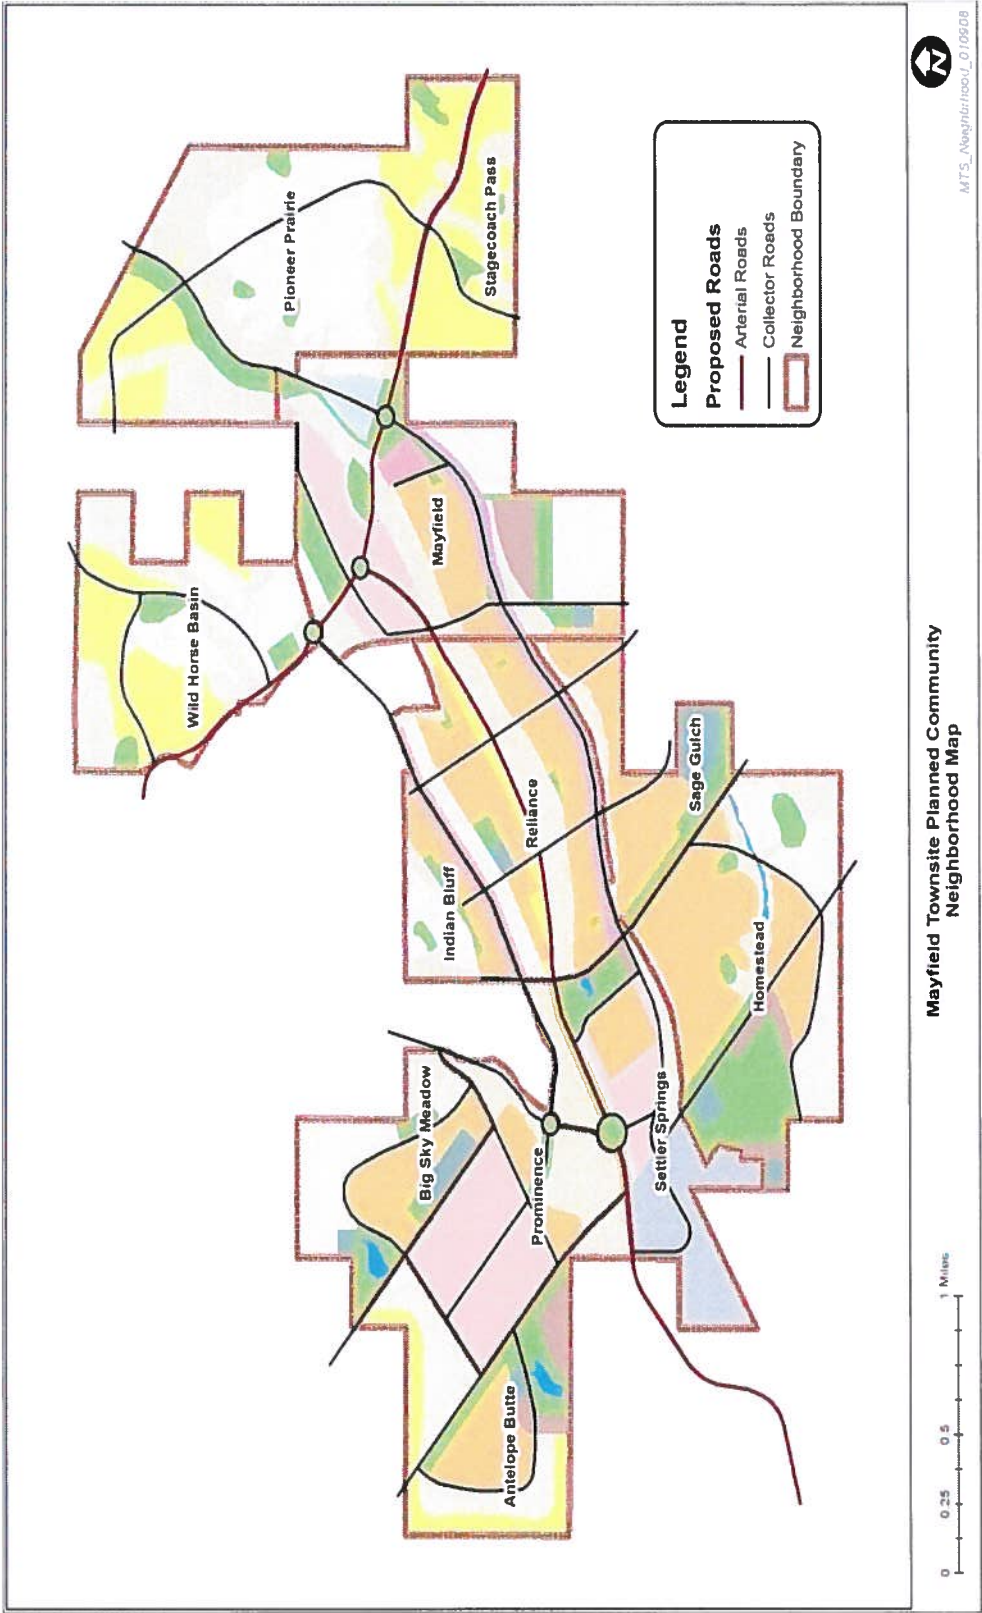 Wild Horse Basin
Pioneer Prairie
Stagecoach Pass
Mayfield
Indian Bluff
Reliance
Sage Gulch
Homestead
Big Sky Meadow
Prominence
Settler Springs
Antelope Butte
Legend
Proposed Roads
Arterial Roads
Collector Roads
Neighborhood Boundary
Mayfield Townsite Planned Community
Neighborhood Map
0 0.25 0.5 1 Miles
N
MTS_Neighborhood_010908